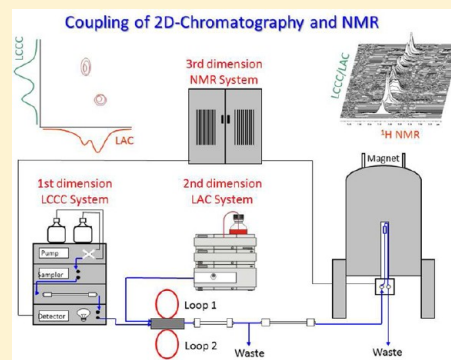 Coupling of 2D-Chromatography and NMR
LCCC
LAC
3rd dimension
NMR System
LCCC/LAC
¹H NMR
1st dimension
LCCC System
2nd dimension
LAC System
Magnet
Pump
Sampler
Detector
Loop 1
Loop 2
Waste
Waste